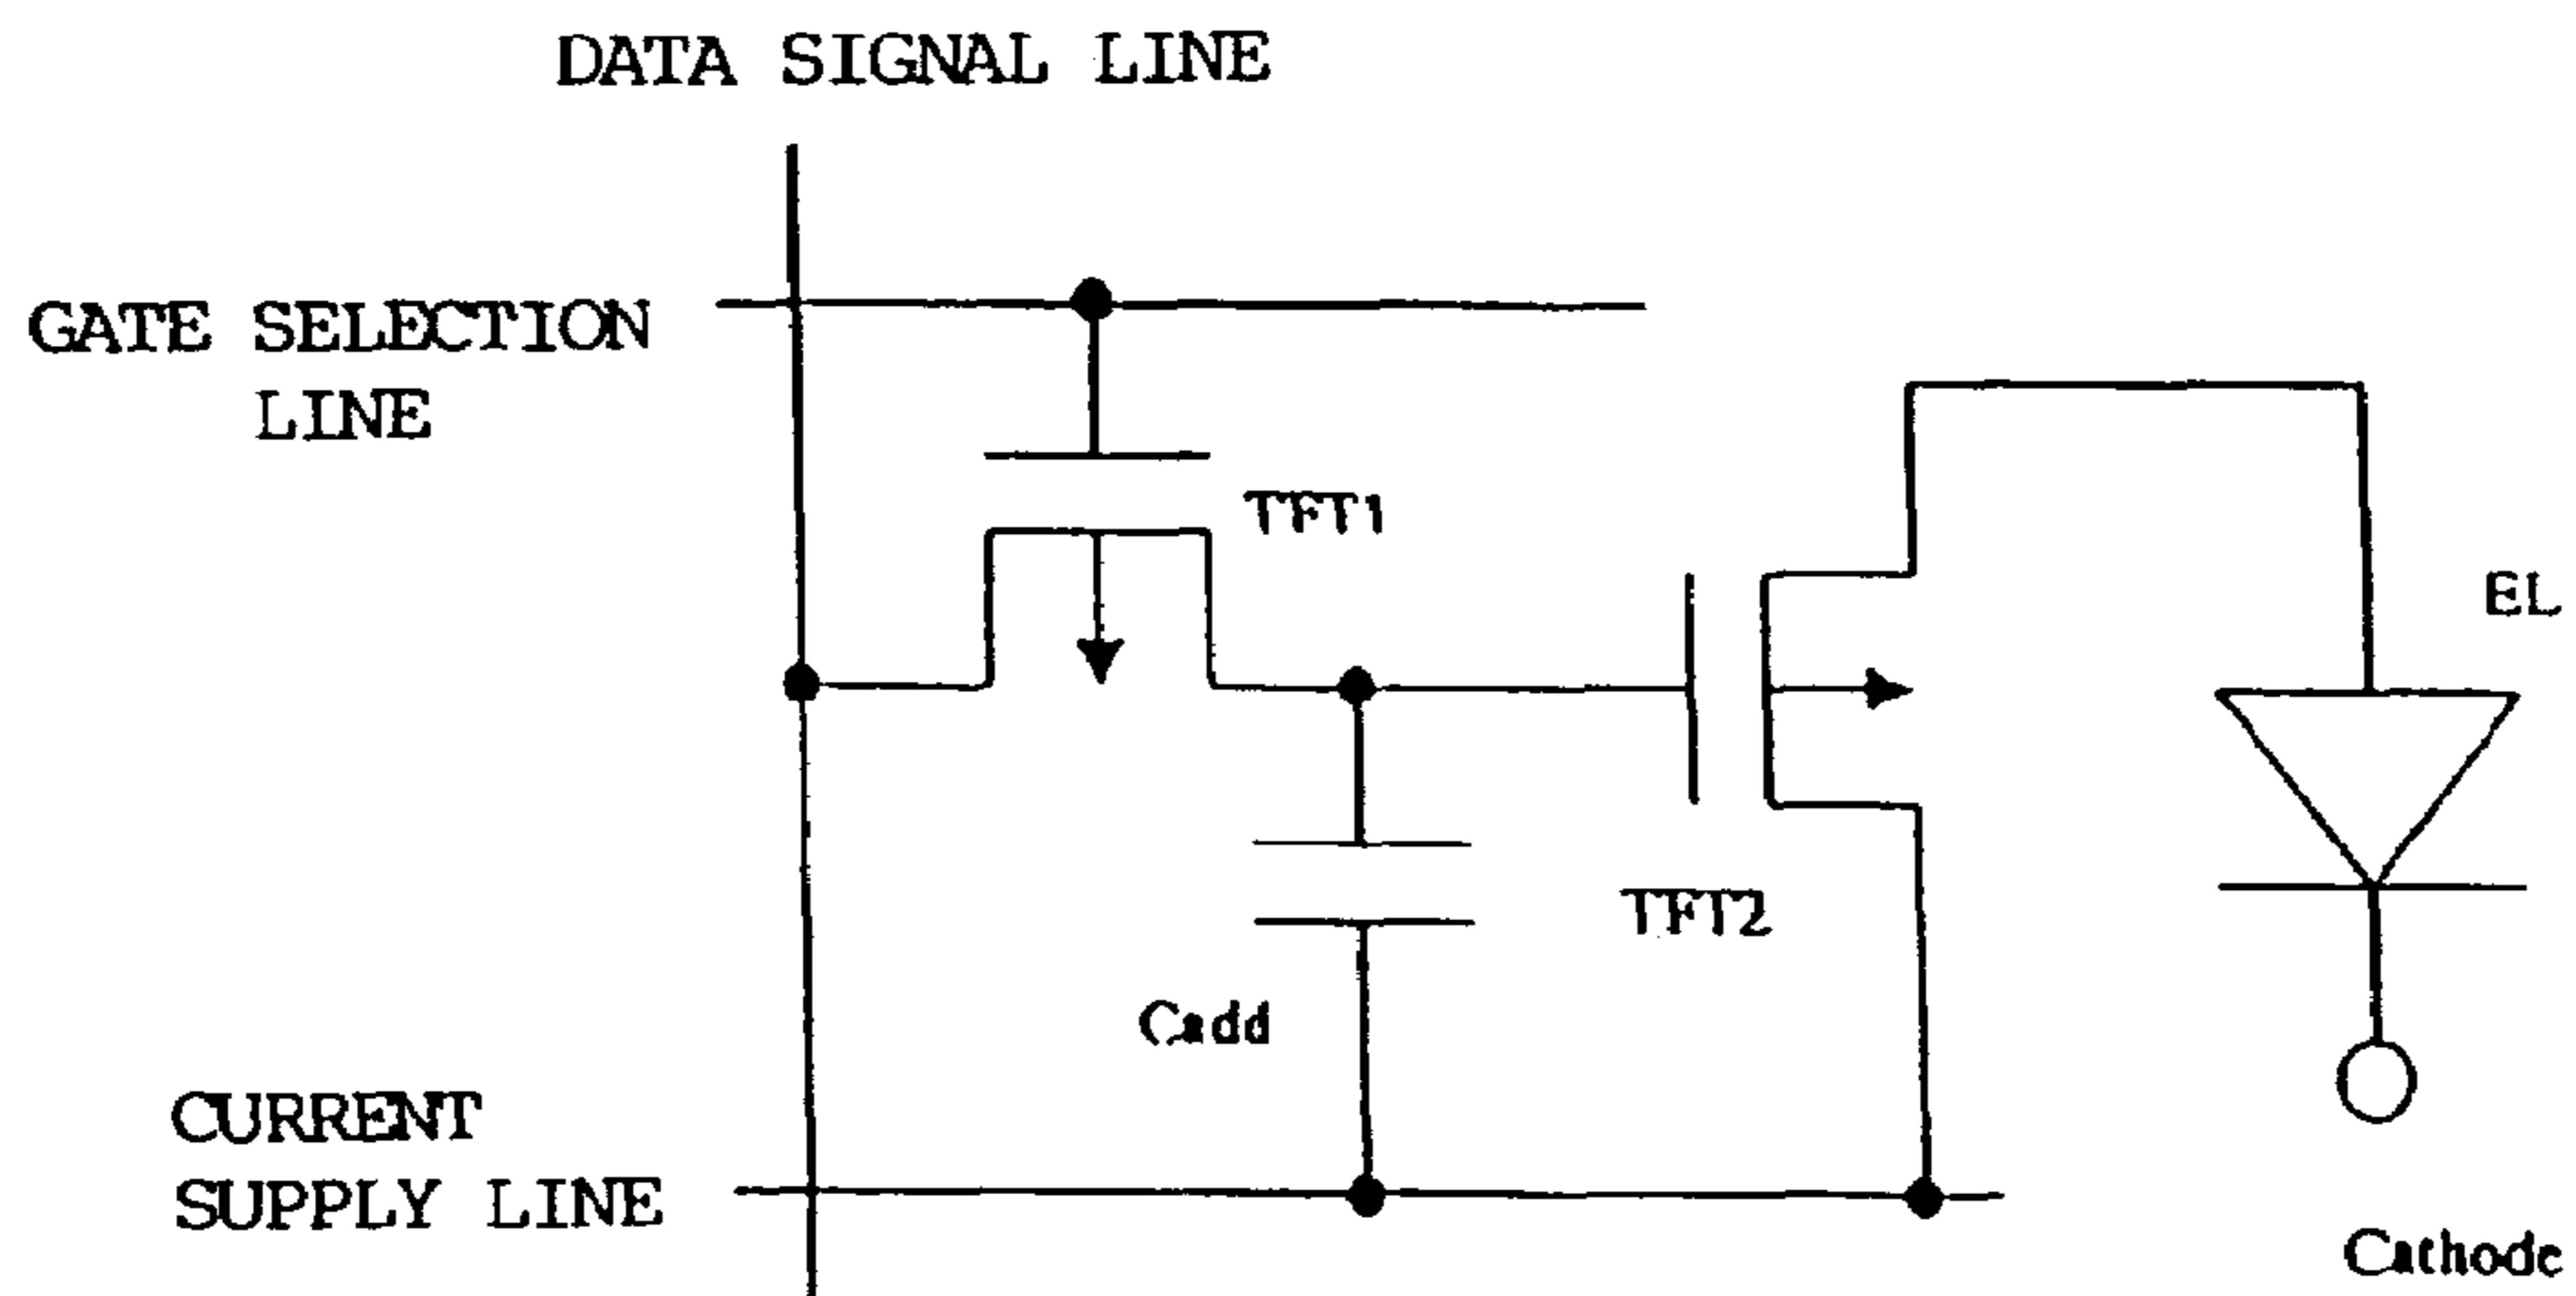 DATA SIGNAL LINE
GATE SELECTION
LINE
TFT1
EL
TFT2
Cadd
CURRENT
SUPPLY LINE
Cathode